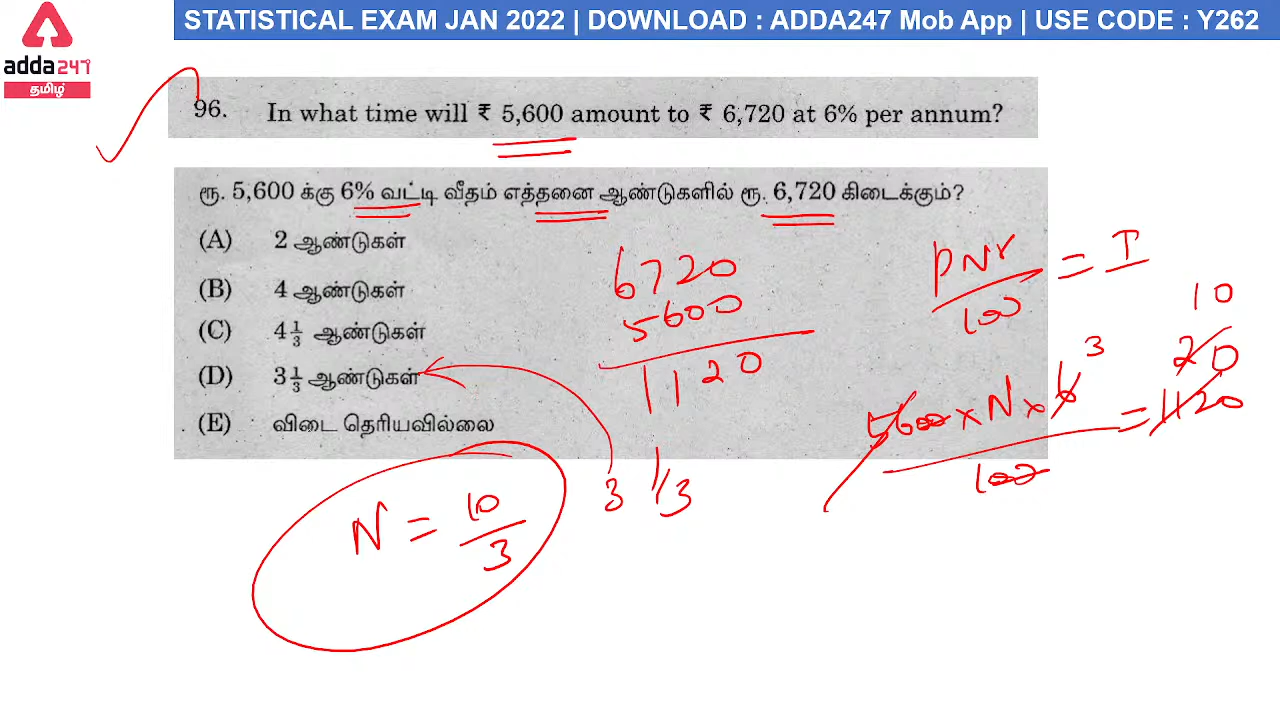 STATISTICAL EXAM JAN 2022 | DOWNLOAD : ADDA247 Mob App | USE CODE : Y262
adda247
தமிழ்
96. In what time will ₹ 5,600 amount to ₹ 6,720 at 6% per annum?
ரூ. 5,600 க்கு 6% வட்டி வீதம் எத்தனை ஆண்டுகளில் ரூ. 6,720 கிடைக்கும்?
(A) 2 ஆண்டுகள்
(B) 4 ஆண்டுகள்
(C) 4 1/3 ஆண்டுகள்
(D) 3 1/3 ஆண்டுகள்
(E) விடை தெரியவில்லை
6720
5600
1120
PNr/100 = I
10
3 20
5600 x N x 6/100 = 1120
3 1/3
N = 10/3